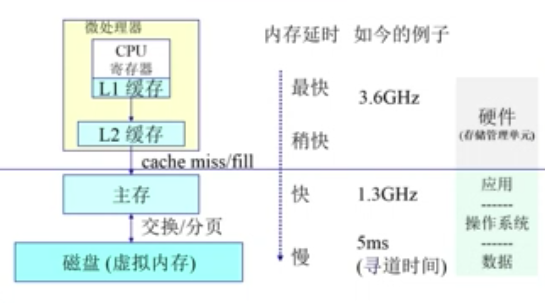 微处理器
CPU
寄存器
L1 缓存
L2 缓存
cache miss/fill
主存
交换/分页
磁盘 (虚拟内存)
内存延时
最快
稍快
快
慢
如今的例子
3.6GHz
1.3GHz
5ms
(寻道时间)
硬件
(存储管理单元)
应用
------
操作系统
------
数据